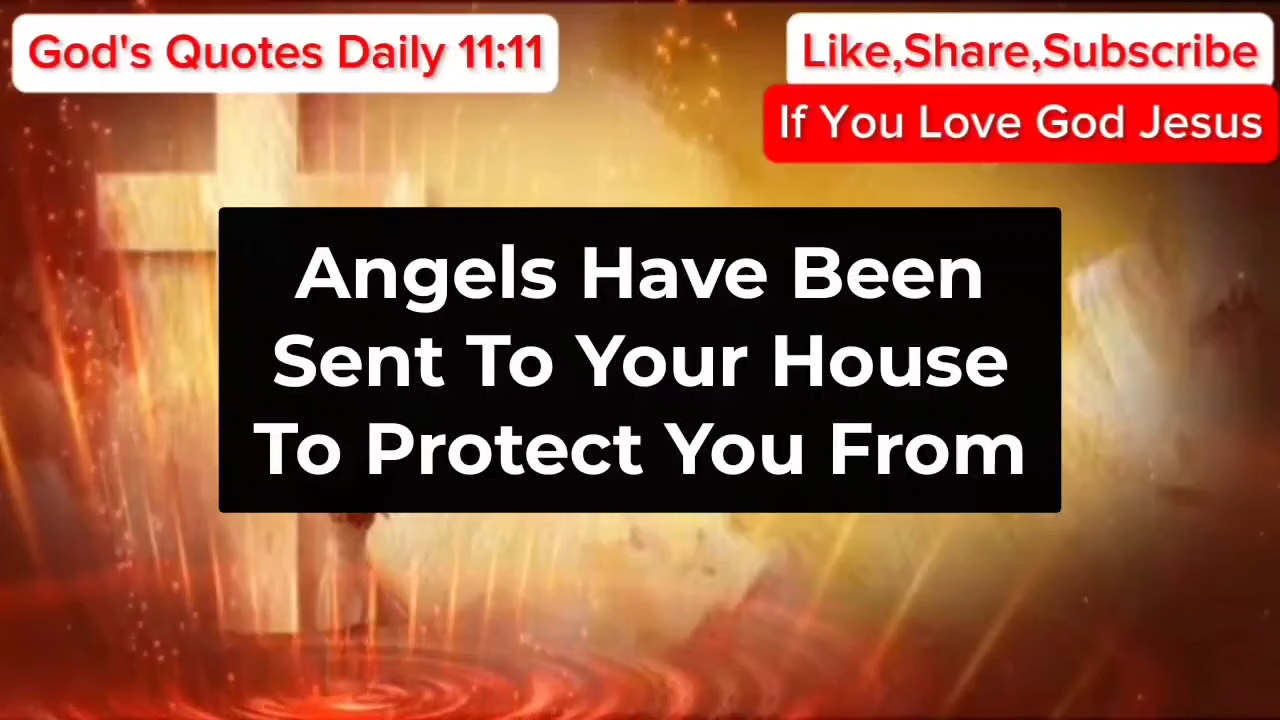 God's Quotes Daily 11:11
Like,Share,Subscribe
If You Love God Jesus
Angels Have Been
Sent To Your House
To Protect You From